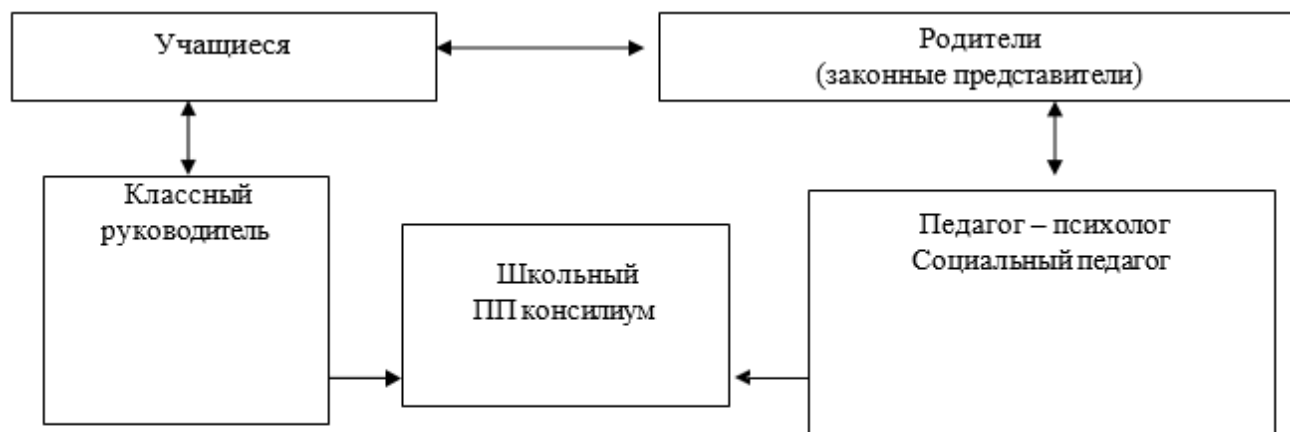 Учащиеся
Родители
(законные представители)
Классный
руководитель
Школьный
ПП консилиум
Педагог – психолог
Социальный педагог